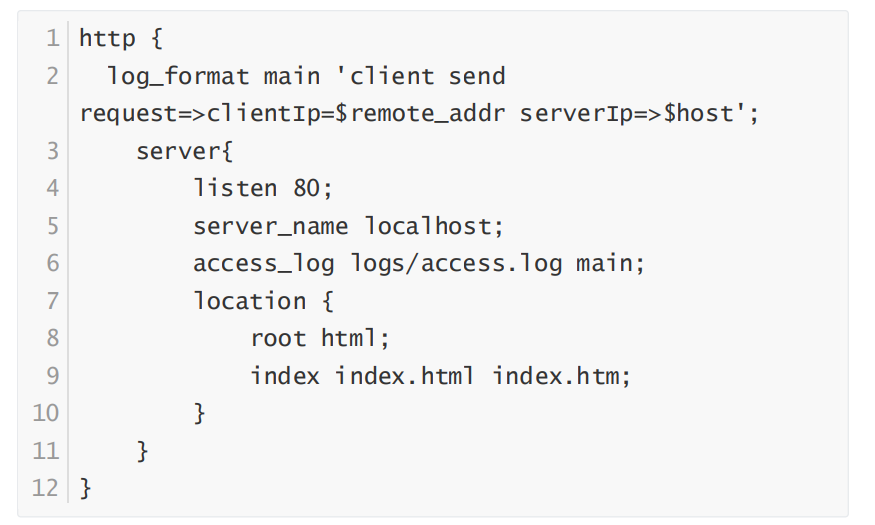 1 http {
2   log_format main 'client send
request=>clientIp=$remote_addr serverIp=>$host';
3     server{
4         listen 80;
5         server_name localhost;
6         access_log logs/access.log main;
7         location {
8             root html;
9             index index.html index.htm;
10         }
11     }
12 }